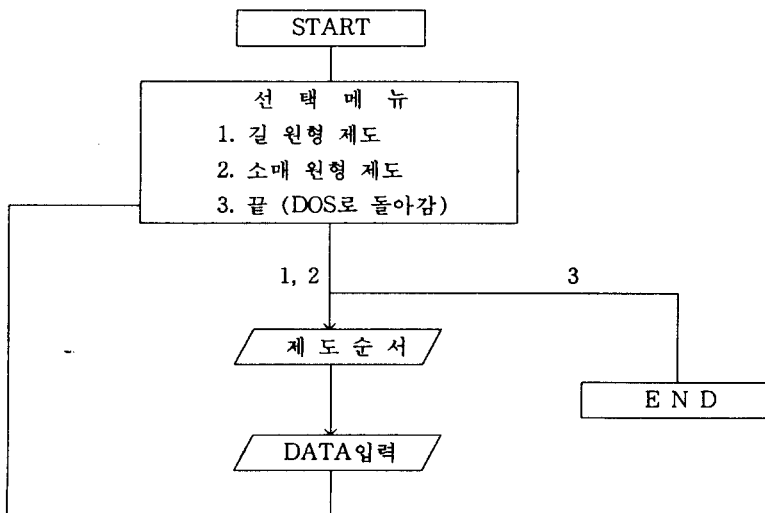 START
선 택 메 뉴
1. 길 원형 제도
2. 소매 원형 제도
3. 끝 (DOS로 돌아감)
1, 2
3
제 도 순 서
E N D
DATA입력